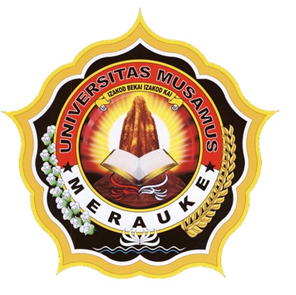 UNIVERSITAS MUSAMUS
IZAKOD BEKAI IZAKOD KAI
MERAUKE